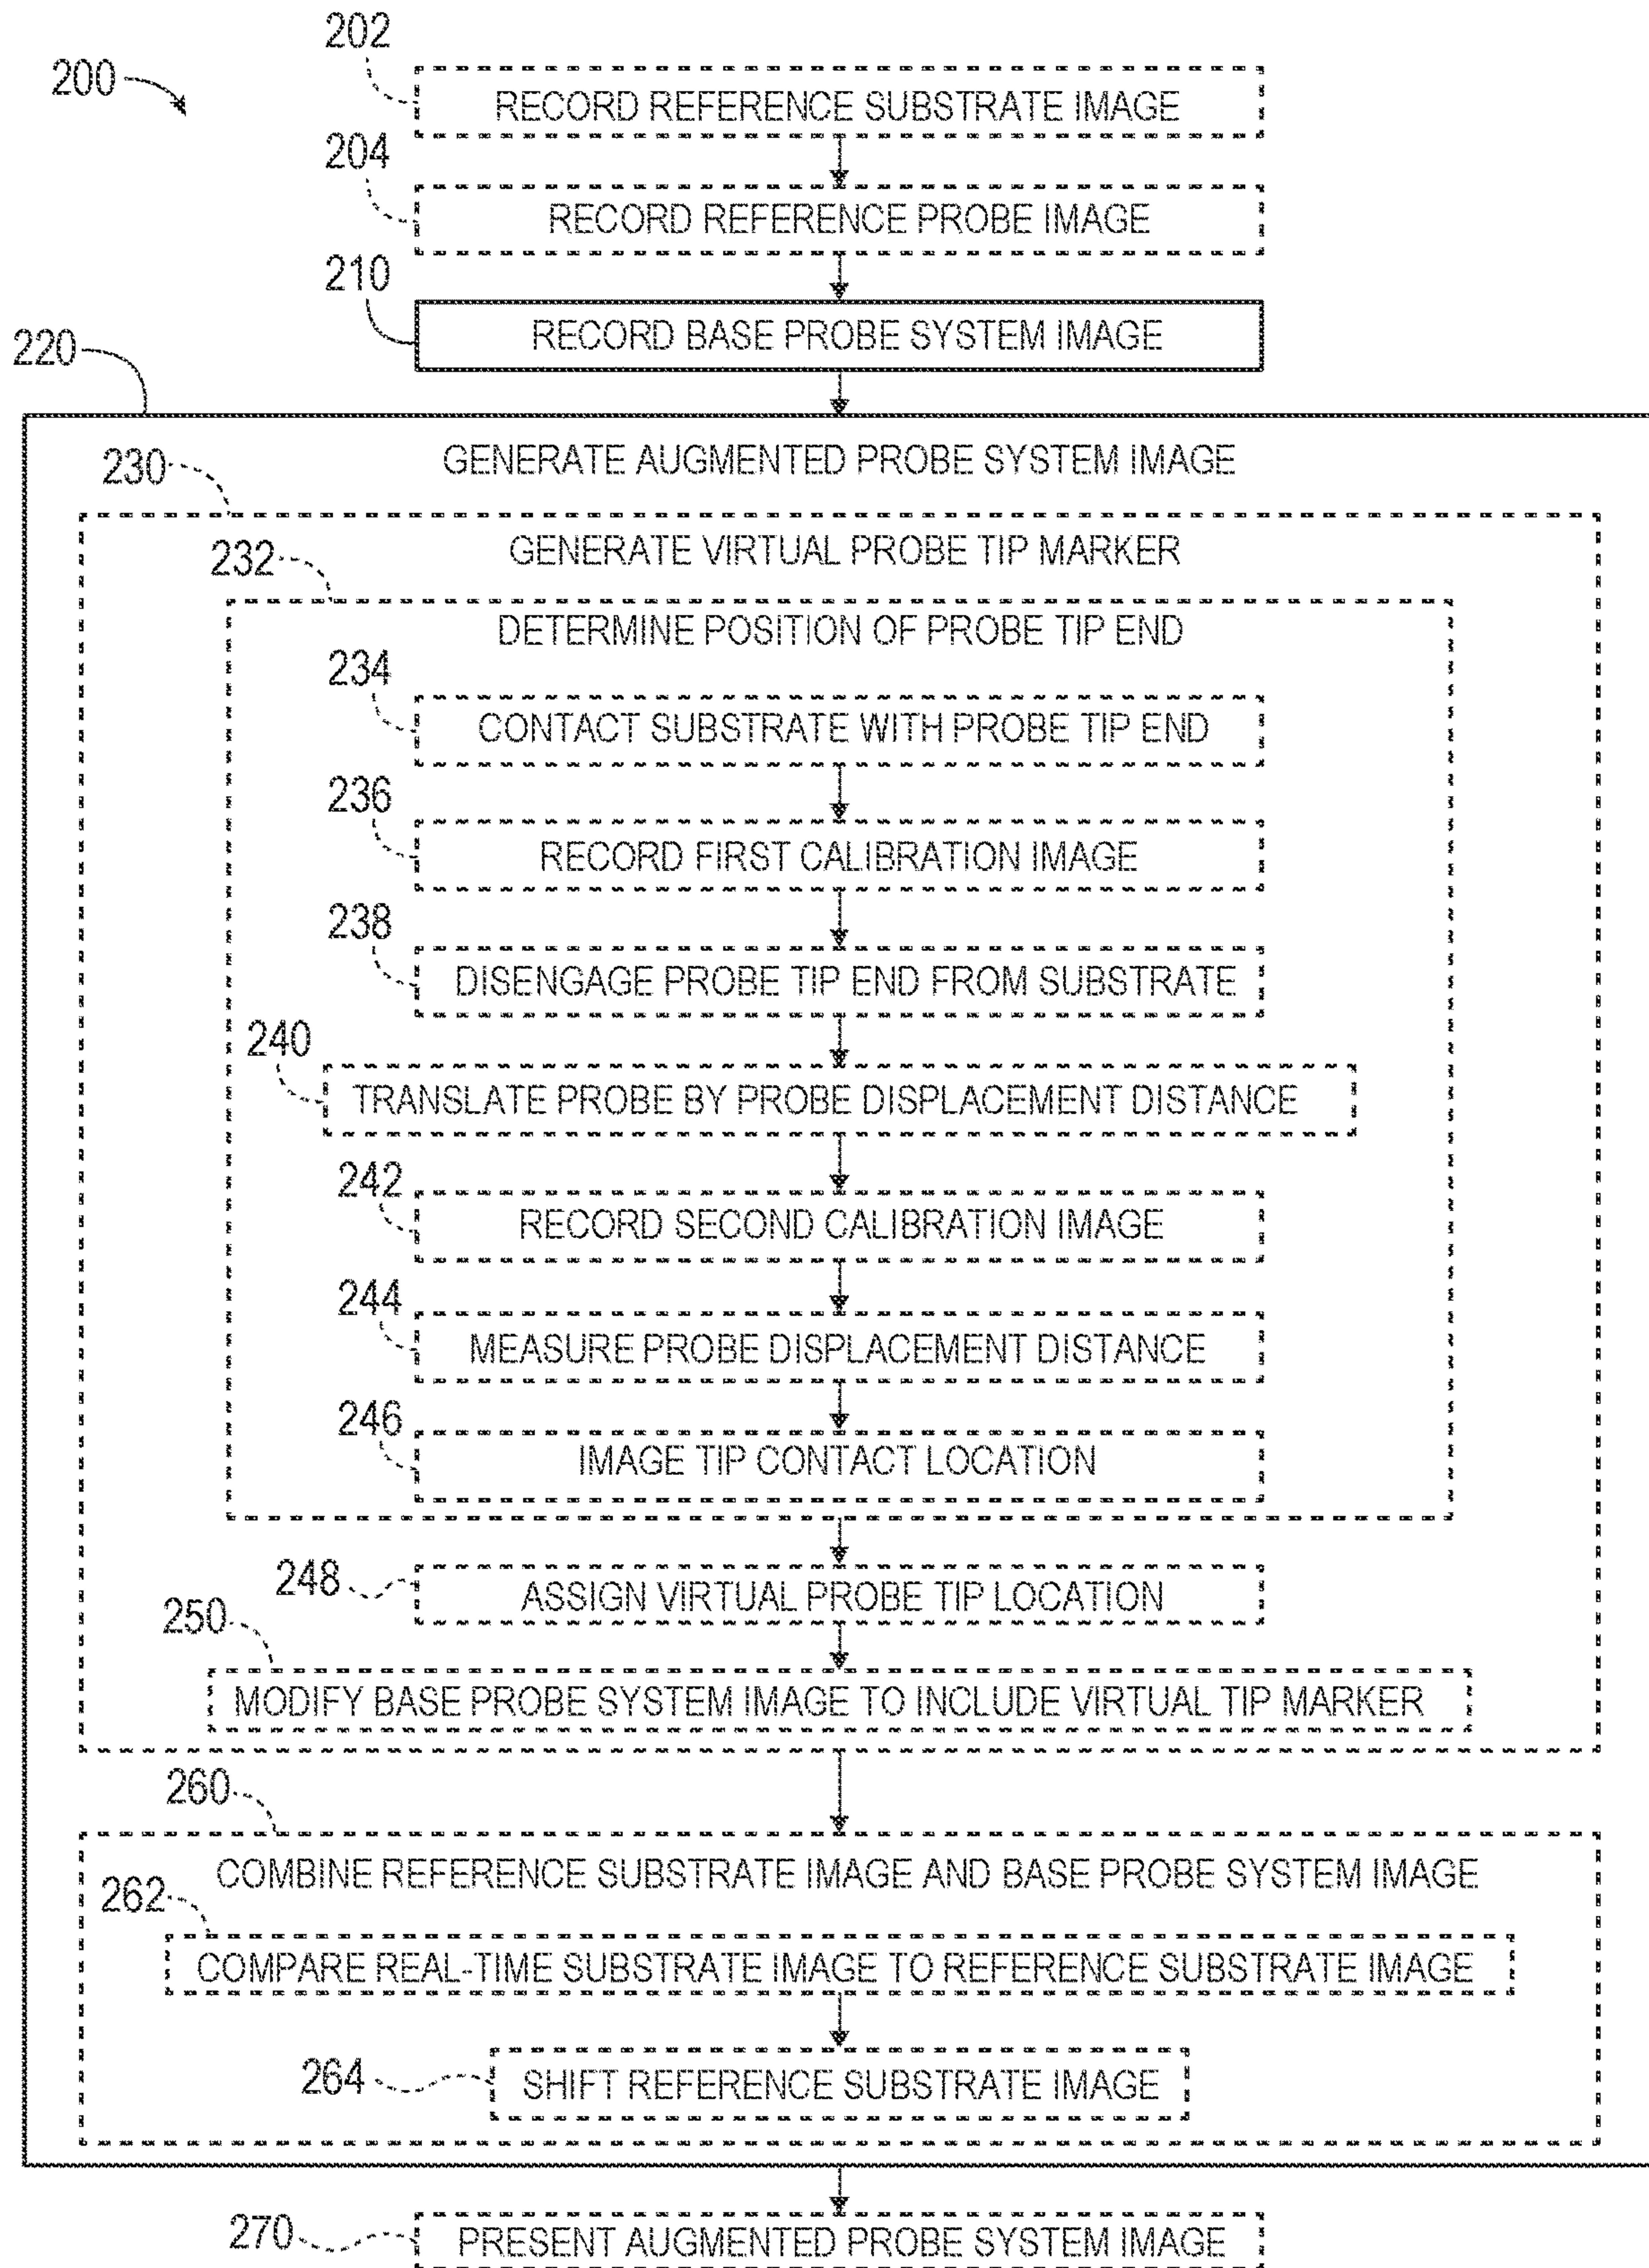 202
200
RECORD REFERENCE SUBSTRATE IMAGE
204
RECORD REFERENCE PROBE IMAGE
210
RECORD BASE PROBE SYSTEM IMAGE
220
GENERATE AUGMENTED PROBE SYSTEM IMAGE
230
GENERATE VIRTUAL PROBE TIP MARKER
232
DETERMINE POSITION OF PROBE TIP END
234
CONTACT SUBSTRATE WITH PROBE TIP END
236
RECORD FIRST CALIBRATION IMAGE
238
DISENGAGE PROBE TIP END FROM SUBSTRATE
240
TRANSLATE PROBE BY PROBE DISPLACEMENT DISTANCE
242
RECORD SECOND CALIBRATION IMAGE
244
MEASURE PROBE DISPLACEMENT DISTANCE
246
IMAGE TIP CONTACT LOCATION
248
ASSIGN VIRTUAL PROBE TIP LOCATION
250
MODIFY BASE PROBE SYSTEM IMAGE TO INCLUDE VIRTUAL TIP MARKER
260
COMBINE REFERENCE SUBSTRATE IMAGE AND BASE PROBE SYSTEM IMAGE
262
COMPARE REAL-TIME SUBSTRATE IMAGE TO REFERENCE SUBSTRATE IMAGE
264
SHIFT REFERENCE SUBSTRATE IMAGE
270
PRESENT AUGMENTED PROBE SYSTEM IMAGE